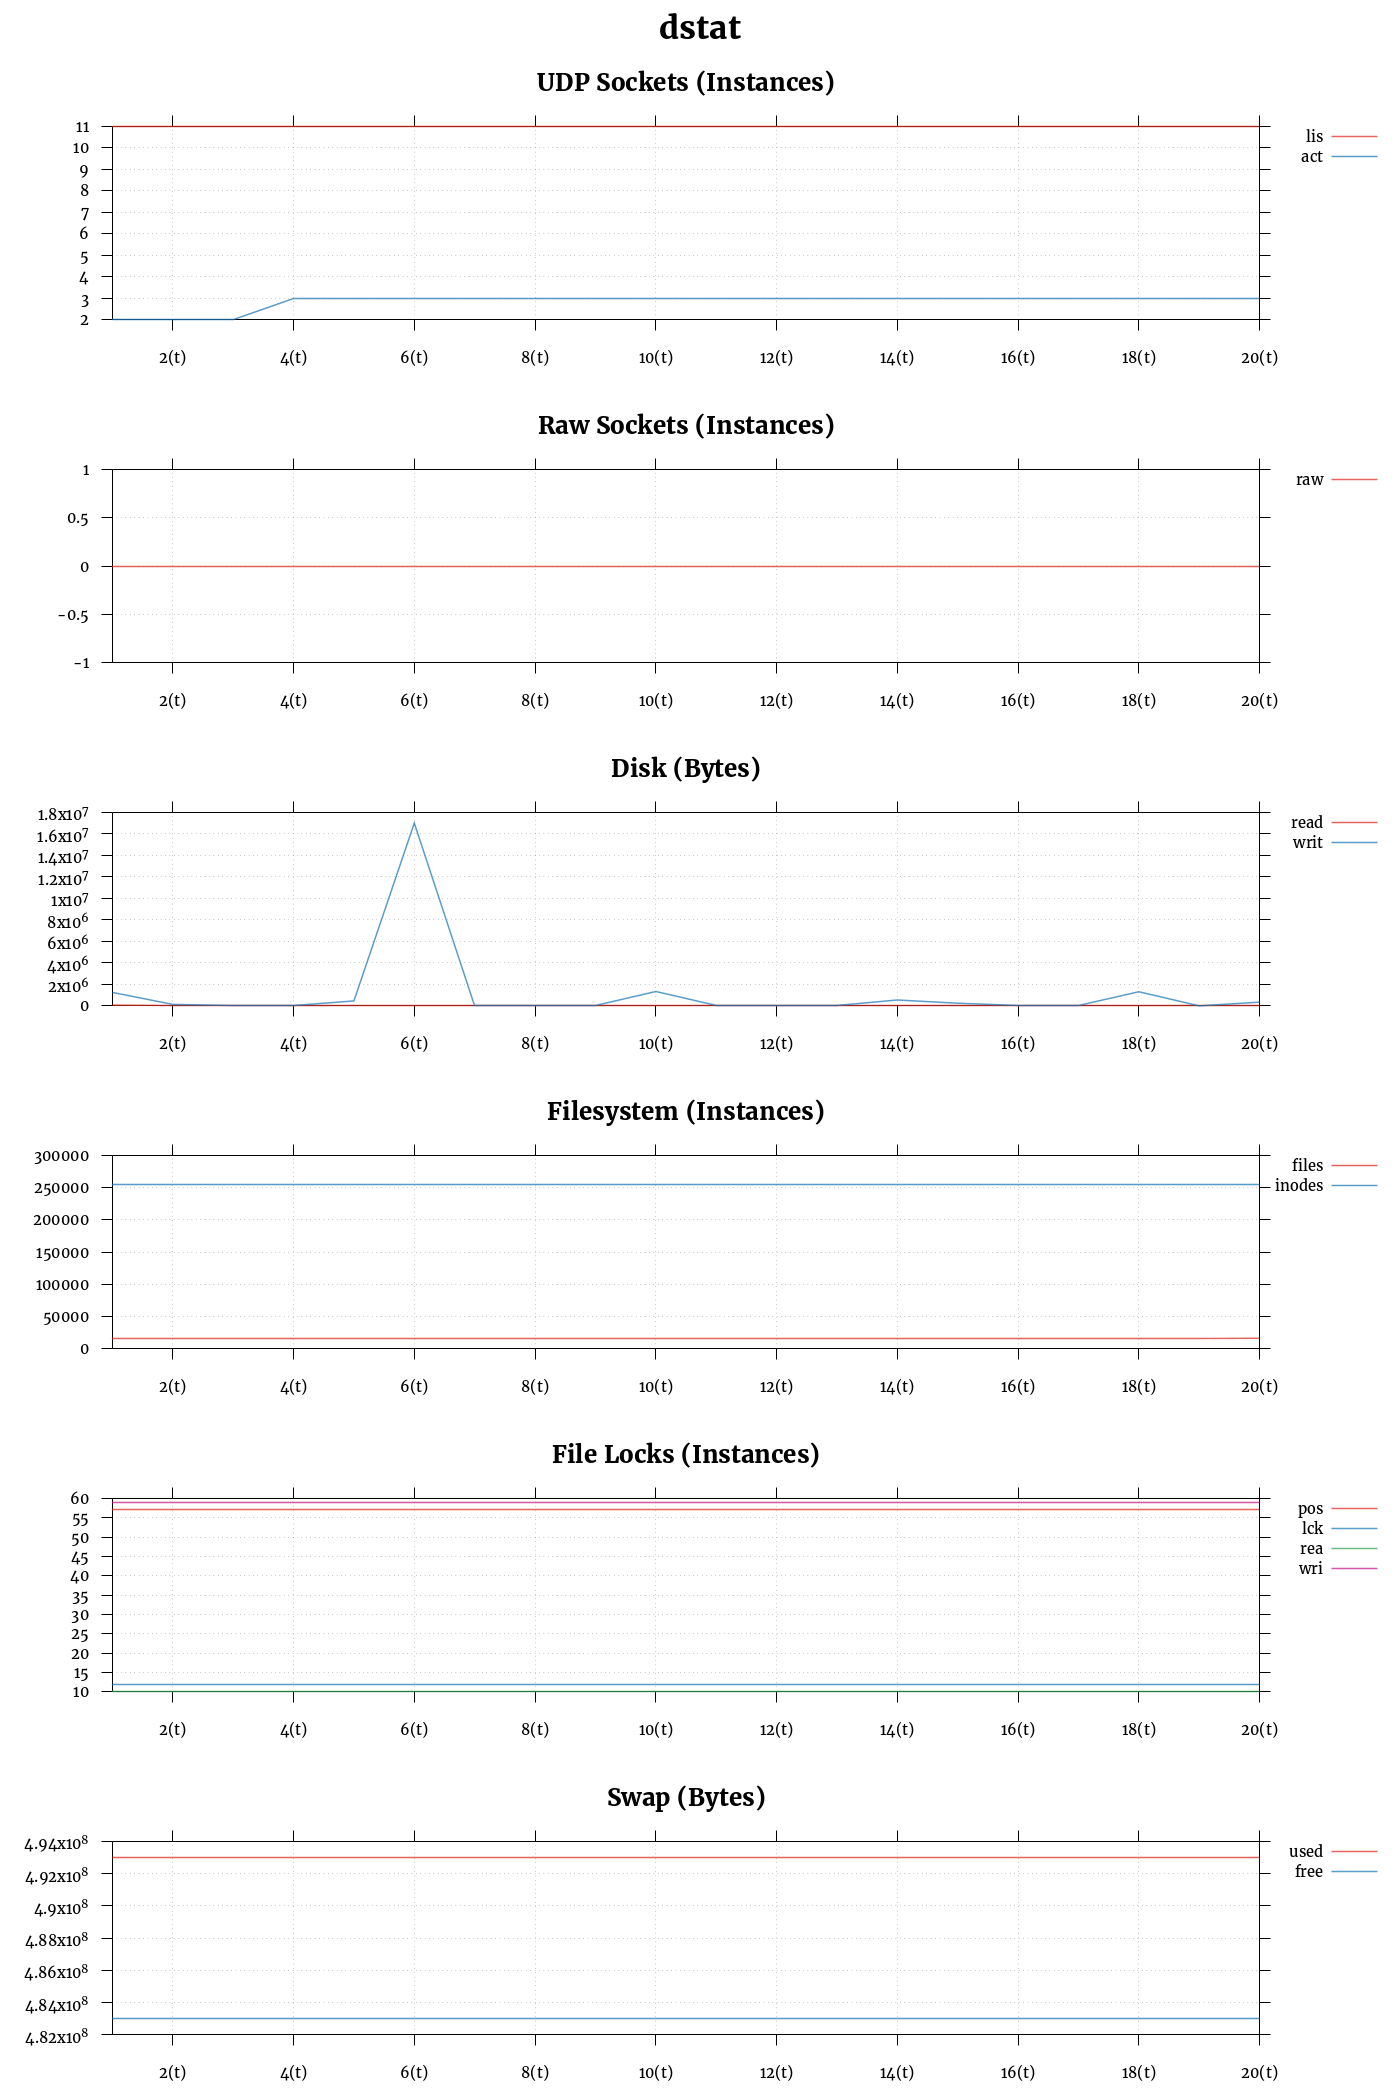 dstat
UDP Sockets (Instances)
11
10
9
8
7
6
5
4
3
2
lis
act
2(t) 4(t) 6(t) 8(t) 10(t) 12(t) 14(t) 16(t) 18(t) 20(t)
Raw Sockets (Instances)
1
0.5
0
-0.5
-1
raw
2(t) 4(t) 6(t) 8(t) 10(t) 12(t) 14(t) 16(t) 18(t) 20(t)
Disk (Bytes)
1.8x10⁷
1.6x10⁷
1.4x10⁷
1.2x10⁷
1x10⁷
8x10⁶
6x10⁶
4x10⁶
2x10⁶
0
read
writ
2(t) 4(t) 6(t) 8(t) 10(t) 12(t) 14(t) 16(t) 18(t) 20(t)
Filesystem (Instances)
300000
250000
200000
150000
100000
50000
0
files
inodes
2(t) 4(t) 6(t) 8(t) 10(t) 12(t) 14(t) 16(t) 18(t) 20(t)
File Locks (Instances)
60
55
50
45
40
35
30
25
20
15
10
pos
lck
rea
wri
2(t) 4(t) 6(t) 8(t) 10(t) 12(t) 14(t) 16(t) 18(t) 20(t)
Swap (Bytes)
4.94x10⁸
4.92x10⁸
4.9x10⁸
4.88x10⁸
4.86x10⁸
4.84x10⁸
4.82x10⁸
used
free
2(t) 4(t) 6(t) 8(t) 10(t) 12(t) 14(t) 16(t) 18(t) 20(t)